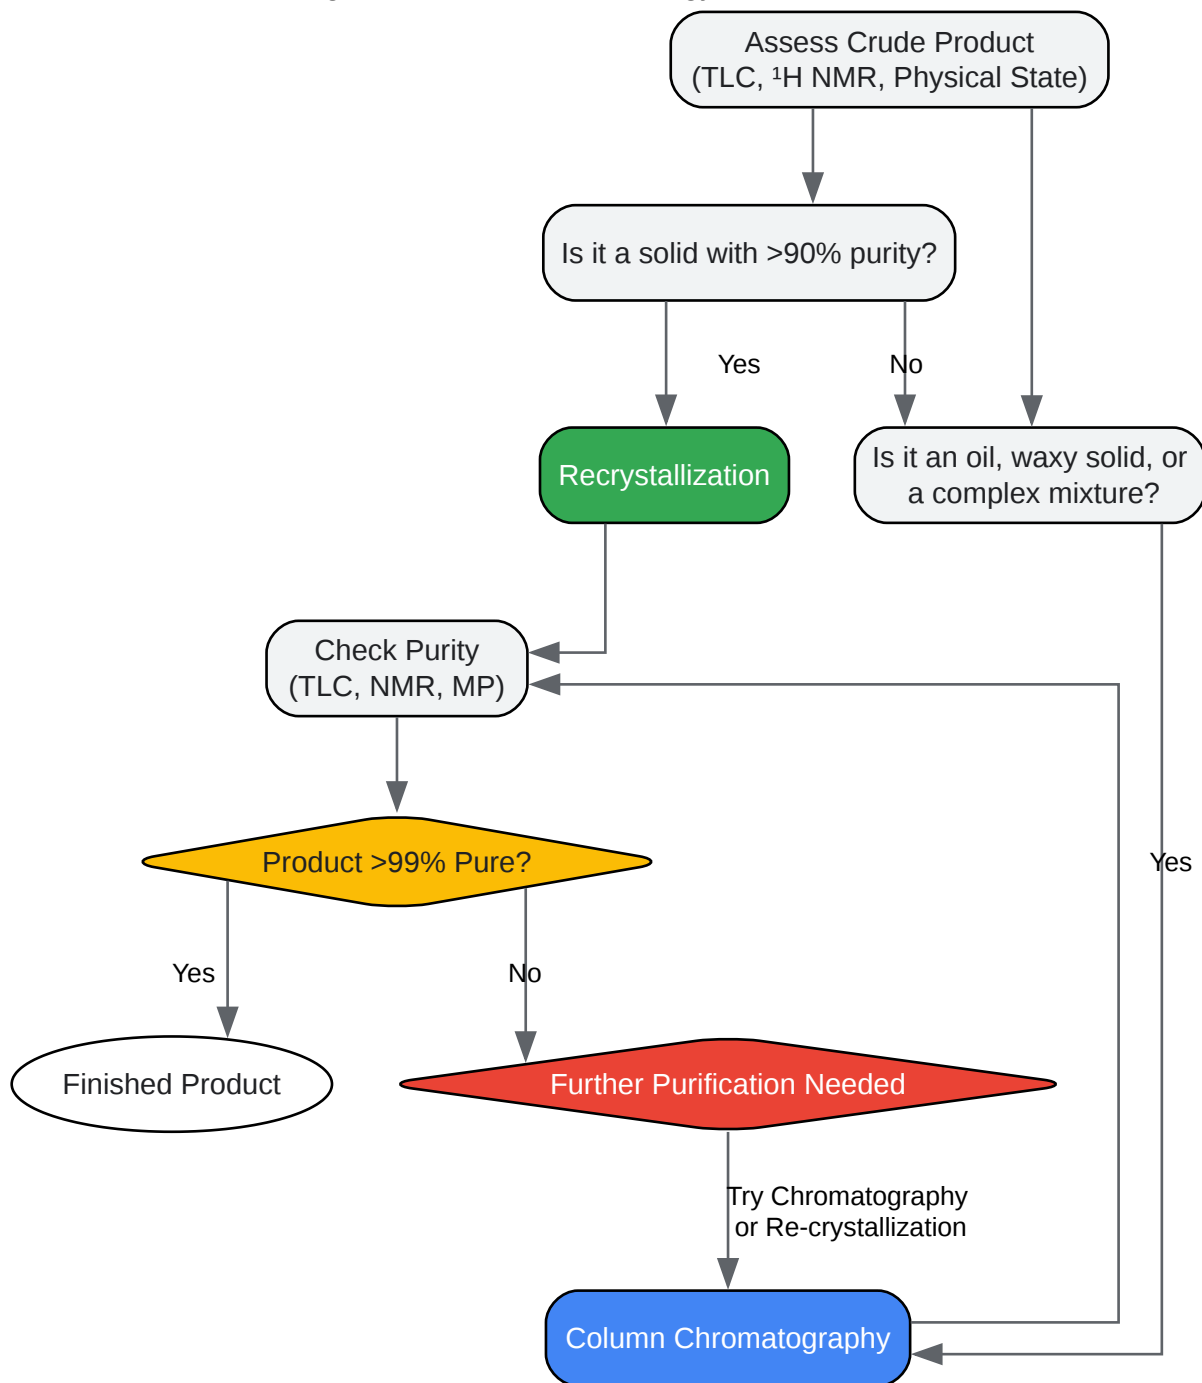 Assess Crude Product
(TLC, ¹H NMR, Physical State)
Is it a solid with >90% purity?
Yes
No
Recrystallization
Is it an oil, waxy solid, or
a complex mixture?
Check Purity
(TLC, NMR, MP)
Product >99% Pure?
Yes
Yes
No
Finished Product
Further Purification Needed
Try Chromatography
or Re-crystallization
Column Chromatography